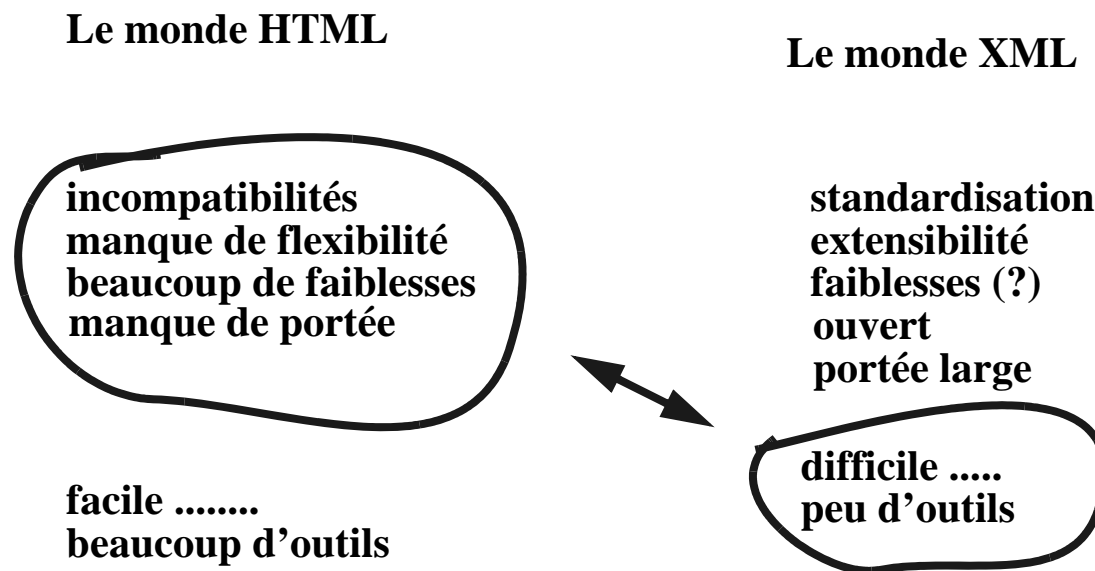 Le monde HTML
incompatibilités
manque de flexibilité
beaucoup de faiblesses
manque de portée
facile ........
beaucoup d’outils
Le monde XML
standardisation
extensibilité
faiblesses (?)
ouvert
portée large
difficile .....
peu d’outils